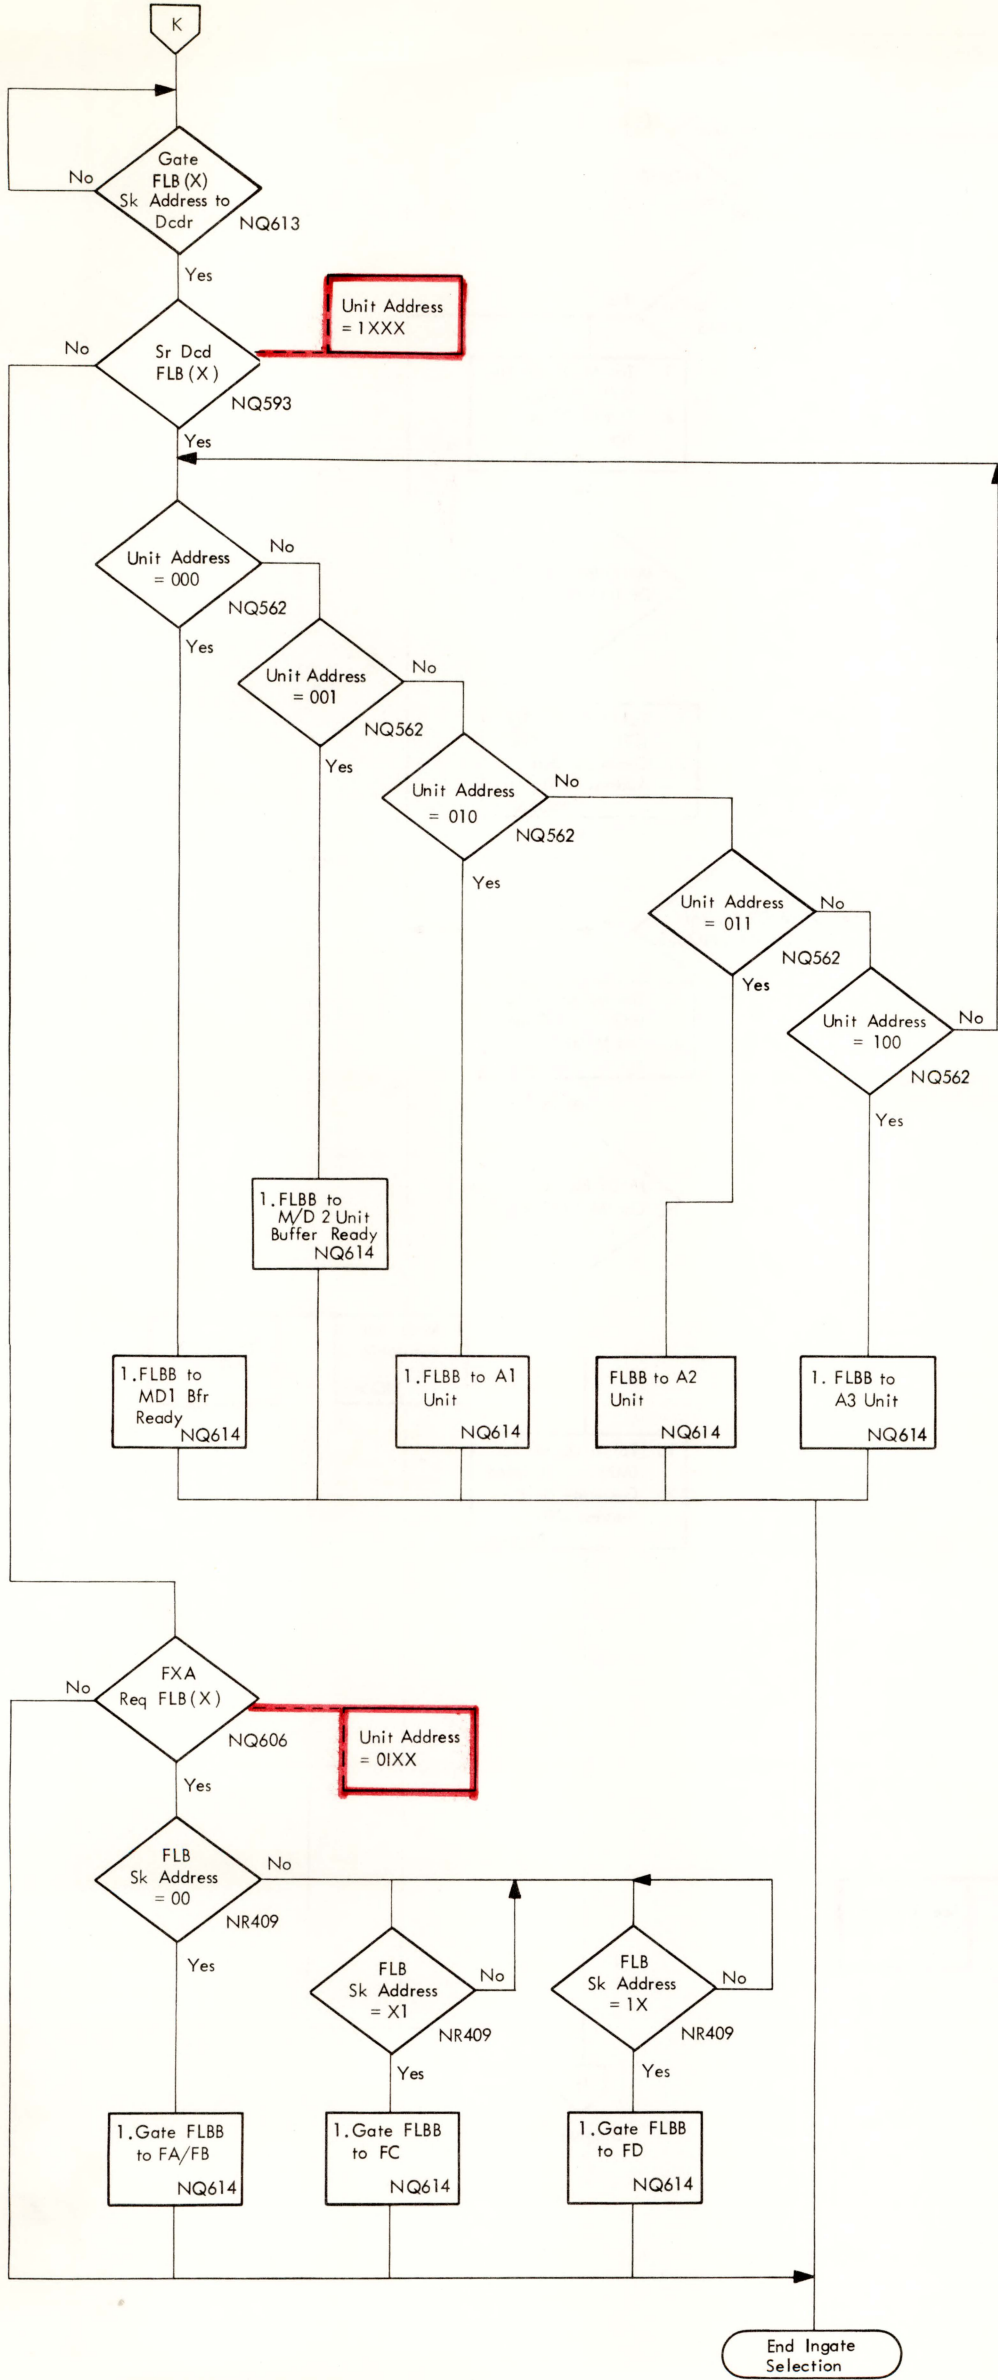 K
Gate
FLB (X)
Sk Address to
Dcdr
No
NQ613
Yes
Unit Address
= 1XXX
No
Sr Dcd
FLB (X)
NQ593
Yes
Unit Address
= 000
No
NQ562
Yes
Unit Address
= 001
No
NQ562
Yes
Unit Address
= 010
No
NQ562
Yes
Unit Address
= 011
No
NQ562
Yes
Unit Address
= 100
No
NQ562
Yes
1. FLBB to
M/D 2 Unit
Buffer Ready
NQ614
1. FLBB to
MD1 Bfr
Ready
NQ614
1. FLBB to A1
Unit
NQ614
FLBB to A2
Unit
NQ614
1. FLBB to
A3 Unit
NQ614
FXA
Req FLB(X)
No
NQ606
Yes
Unit Address
= 0IXX
FLB
Sk Address
= 00
No
NR409
Yes
FLB
Sk Address
= X1
No
NR409
Yes
FLB
Sk Address
= 1X
No
NR409
Yes
1. Gate FLBB
to FA/FB
NQ614
1. Gate FLBB
to FC
NQ614
1. Gate FLBB
to FD
NQ614
End Ingate
Selection